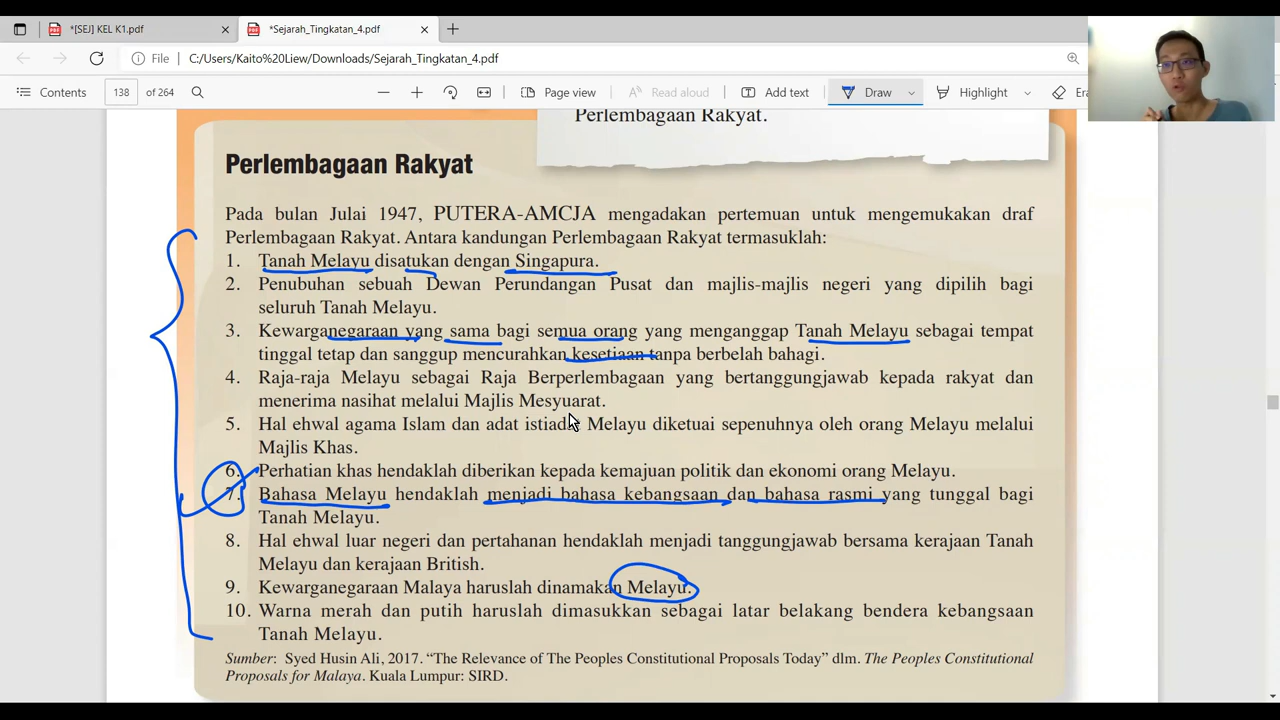 *[SEJ] KEL K1.pdf
*Sejarah_Tingkatan_4.pdf
File
C:/Users/Kaito%20Liew/Downloads/Sejarah_Tingkatan_4.pdf
Contents
138
of 264
Page view
Read aloud
Add text
Draw
Highlight
Era
Perlembagaan Rakyat.
Perlembagaan Rakyat
Pada bulan Julai 1947, PUTERA-AMCJA mengadakan pertemuan untuk mengemukakan draf
Perlembagaan Rakyat. Antara kandungan Perlembagaan Rakyat termasuklah:
1. Tanah Melayu disatukan dengan Singapura.
2. Penubuhan sebuah Dewan Perundangan Pusat dan majlis-majlis negeri yang dipilih bagi
seluruh Tanah Melayu.
3. Kewarganegaraan yang sama bagi semua orang yang menganggap Tanah Melayu sebagai tempat
tinggal tetap dan sanggup mencurahkan kesetiaan tanpa berbelah bahagi.
4. Raja-raja Melayu sebagai Raja Berperlembagaan yang bertanggungjawab kepada rakyat dan
menerima nasihat melalui Majlis Mesyuarat.
5. Hal ehwal agama Islam dan adat istiadat Melayu diketuai sepenuhnya oleh orang Melayu melalui
Majlis Khas.
6. Perhatian khas hendaklah diberikan kepada kemajuan politik dan ekonomi orang Melayu.
7. Bahasa Melayu hendaklah menjadi bahasa kebangsaan dan bahasa rasmi yang tunggal bagi
Tanah Melayu.
8. Hal ehwal luar negeri dan pertahanan hendaklah menjadi tanggungjawab bersama kerajaan Tanah
Melayu dan kerajaan British.
9. Kewarganegaraan Malaya haruslah dinamakan Melayu.
10. Warna merah dan putih haruslah dimasukkan sebagai latar belakang bendera kebangsaan
Tanah Melayu.
Sumber: Syed Husin Ali, 2017. “The Relevance of The Peoples Constitutional Proposals Today” dlm. The Peoples Constitutional
Proposals for Malaya. Kuala Lumpur: SIRD.